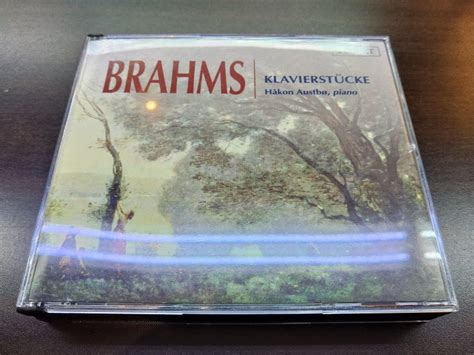 BRAHMS
KLAVIERSTÜCKE
Håkon Austbø, piano